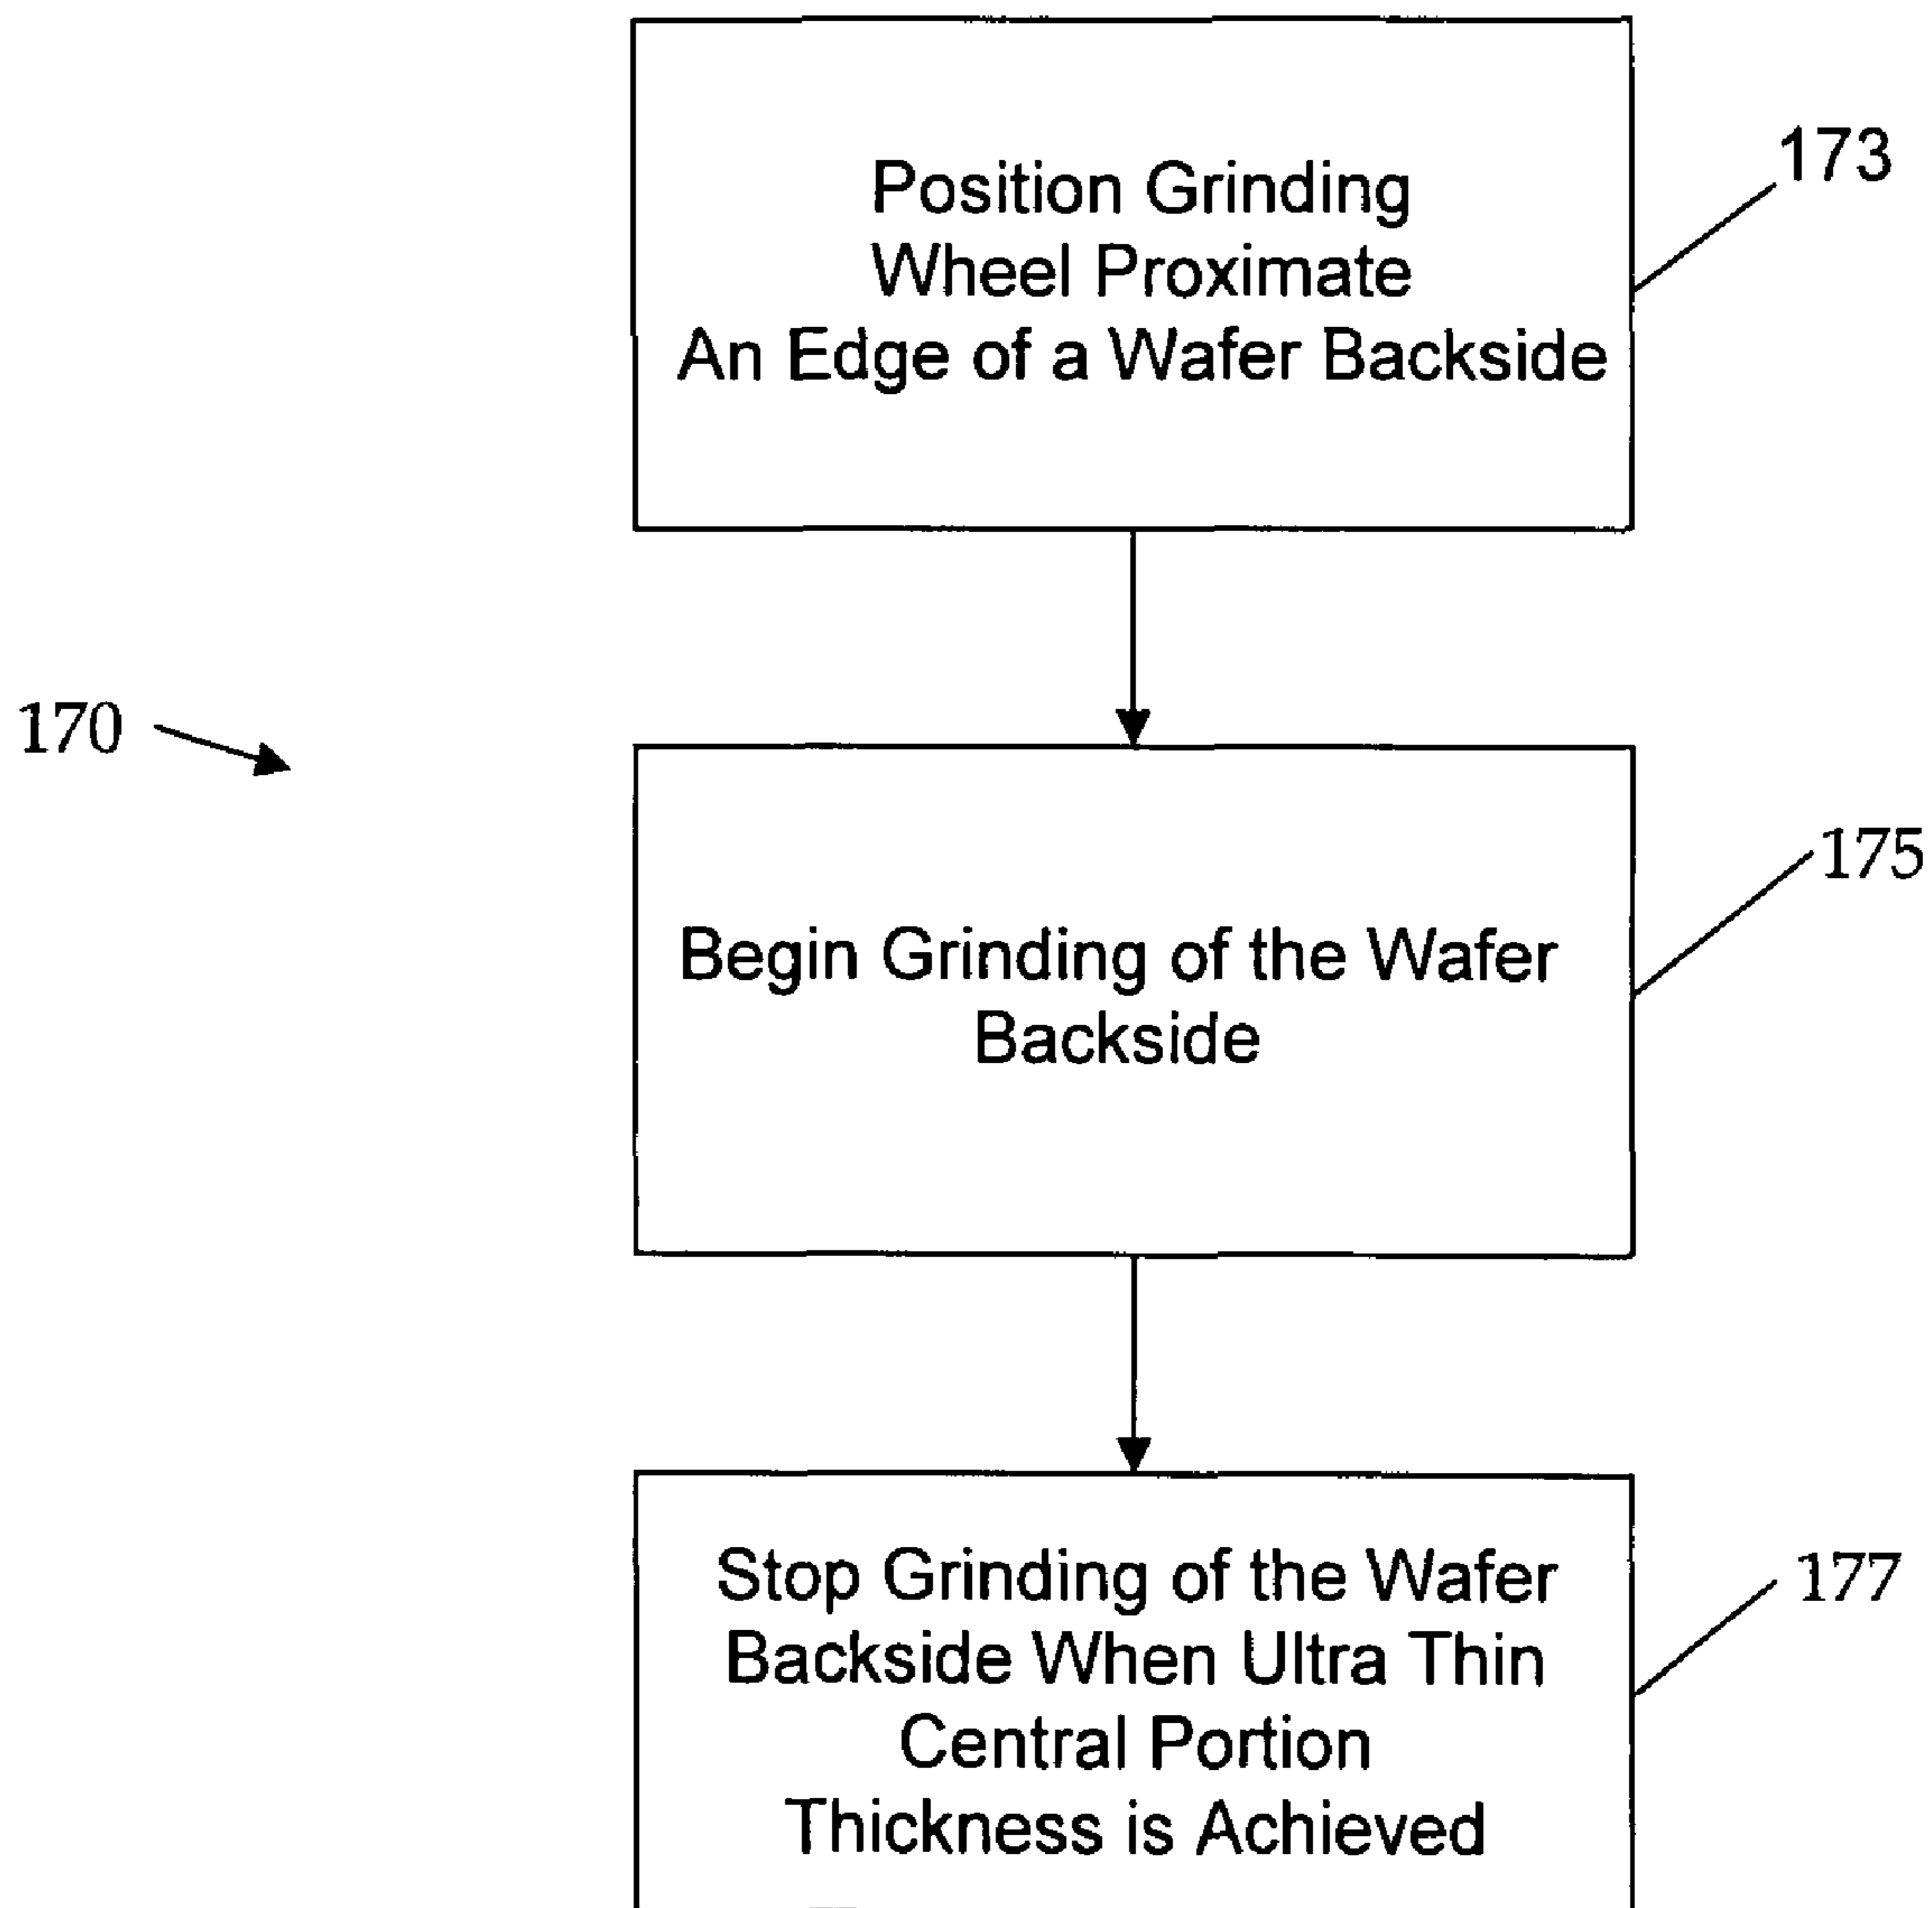 Position Grinding
Wheel Proximate
An Edge of a Wafer Backside
173
170
Begin Grinding of the Wafer
Backside
175
Stop Grinding of the Wafer
Backside When Ultra Thin
Central Portion
Thickness is Achieved
177